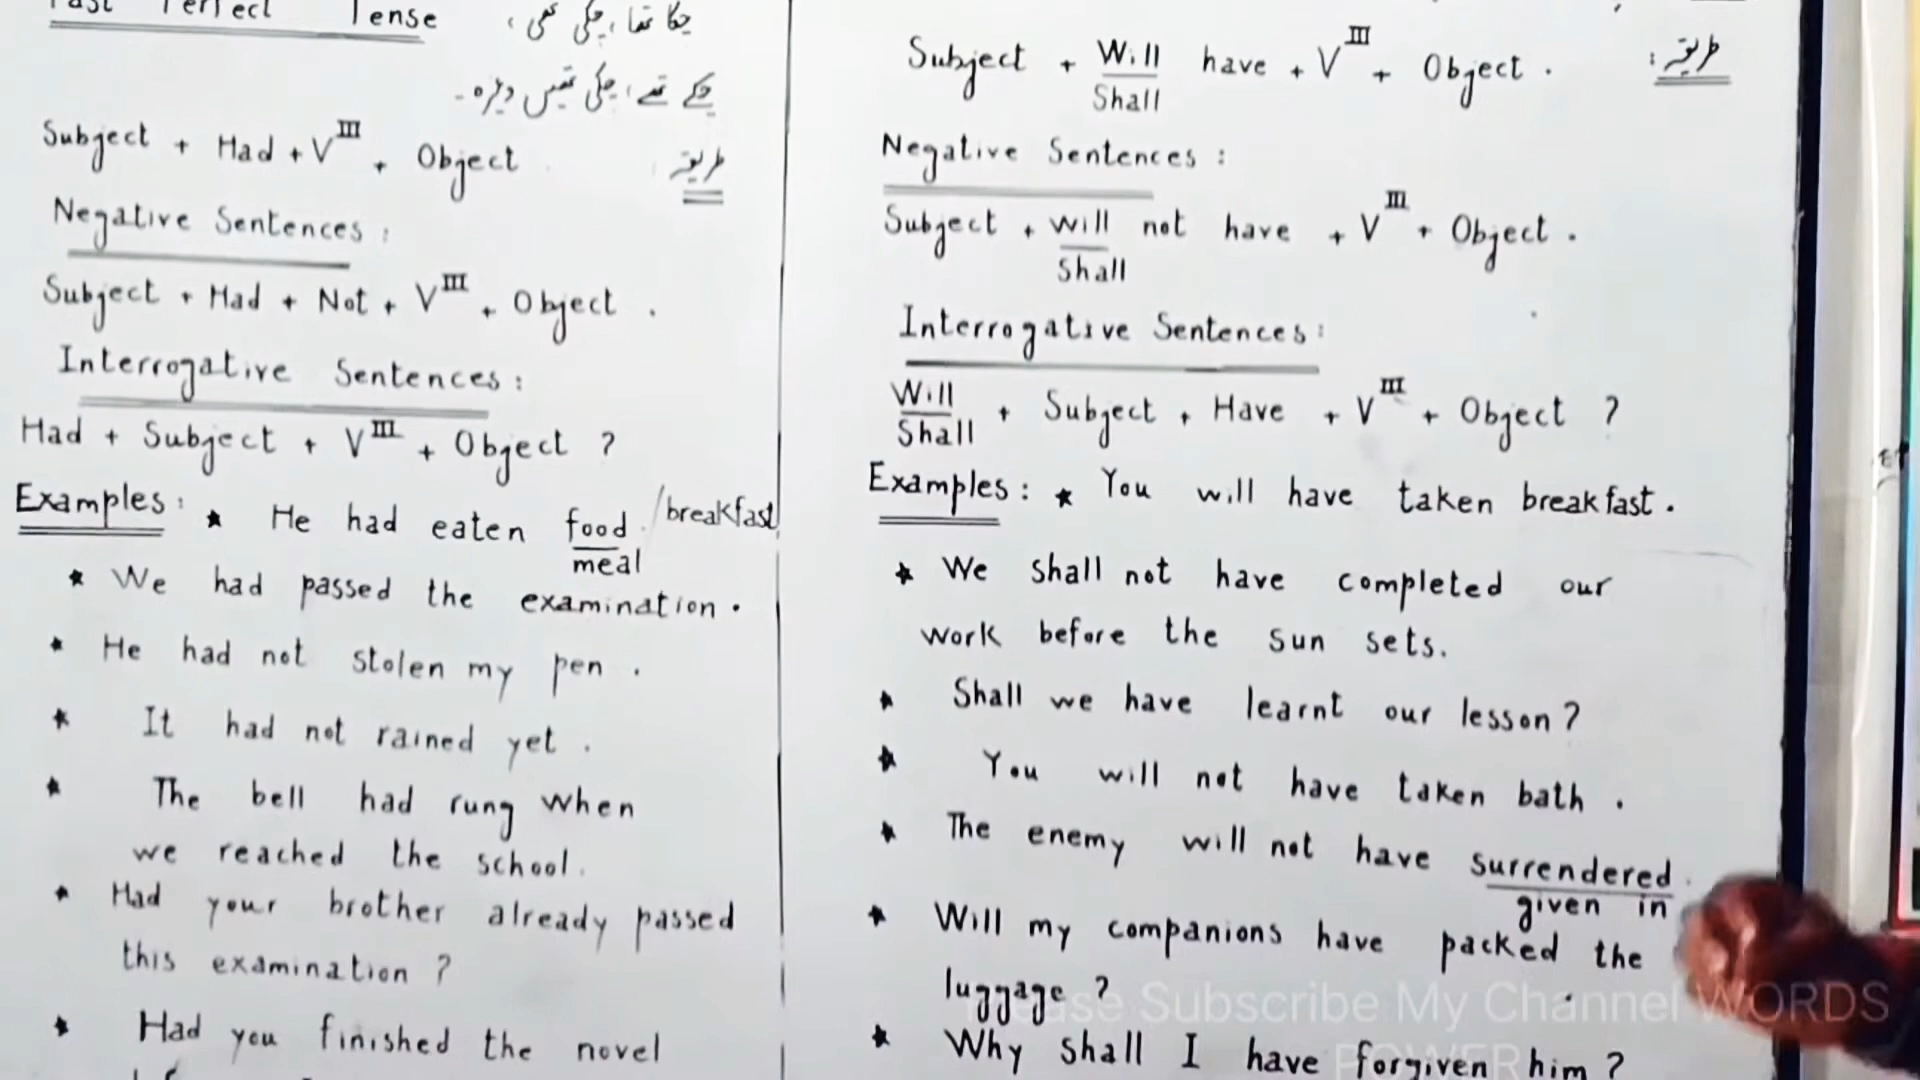 Past Perfect Tense چکا تھا، چکی تھی،
چکے تھے، چکی تھیں وغیرہ۔
Subject + Had + V III + Object طریقہ
Negative Sentences :
Subject + Had + Not + V III + Object .
Interrogative Sentences :
Had + Subject + V III + Object ?
Examples : ★ He had eaten food . / breakfast
meal
★ We had passed the examination .
★ He had not stolen my pen .
★ It had not rained yet .
★ The bell had rung when
we reached the school .
★ Had your brother already passed
this examination ?
★ Had you finished the novel
Subject + Will have + V III + Object . طریقہ :
Shall
Negative Sentences :
Subject + will not have + V III + Object .
Shall
Interrogative Sentences :
Will + Subject + Have + V III + Object ?
Shall
Examples : ★ You will have taken breakfast .
★ We shall not have completed our
work before the sun sets .
★ Shall we have learnt our lesson ?
★ You will not have taken bath .
★ The enemy will not have surrendered .
given in
★ Will my companions have packed the
luggage ?
★ Why shall I have forgiven him ?
Subscribe My Channel WORDS
POWER